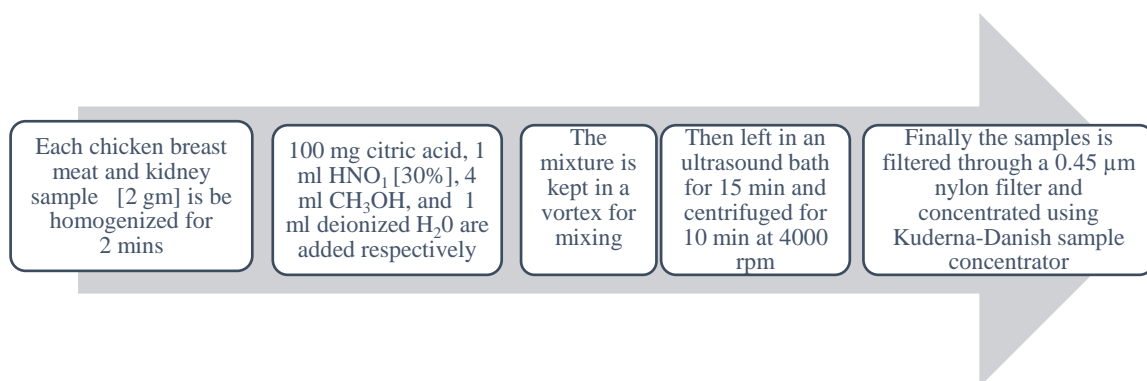 Each chicken breast
meat and kidney
sample [2 gm] is be
homogenized for
2 mins
100 mg citric acid, 1
ml HNO₁ [30%], 4
ml CH₃OH, and 1
ml deionized H₂0 are
added respectively
The
mixture is
kept in a
vortex for
mixing
Then left in an
ultrasound bath
for 15 min and
centrifuged for
10 min at 4000
rpm
Finally the samples is
filtered through a 0.45 µm
nylon filter and
concentrated using
Kuderna-Danish sample
concentrator